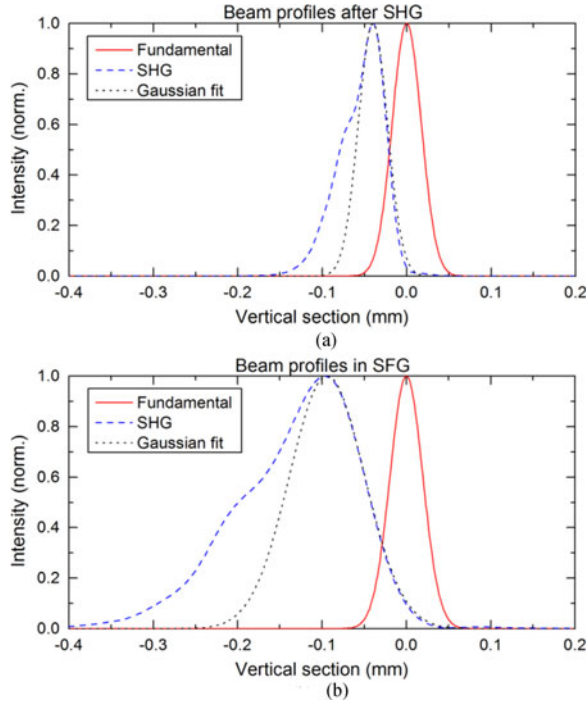 Beam profiles after SHG
1.0
0.8
0.6
0.4
0.2
0.0
Intensity (norm.)
Fundamental
SHG
Gaussian fit
-0.4 -0.3 -0.2 -0.1 0.0 0.1 0.2
Vertical section (mm)
(a)
Beam profiles in SFG
1.0
0.8
0.6
0.4
0.2
0.0
Intensity (norm.)
Fundamental
SHG
Gaussian fit
-0.4 -0.3 -0.2 -0.1 0.0 0.1 0.2
Vertical section (mm)
(b)